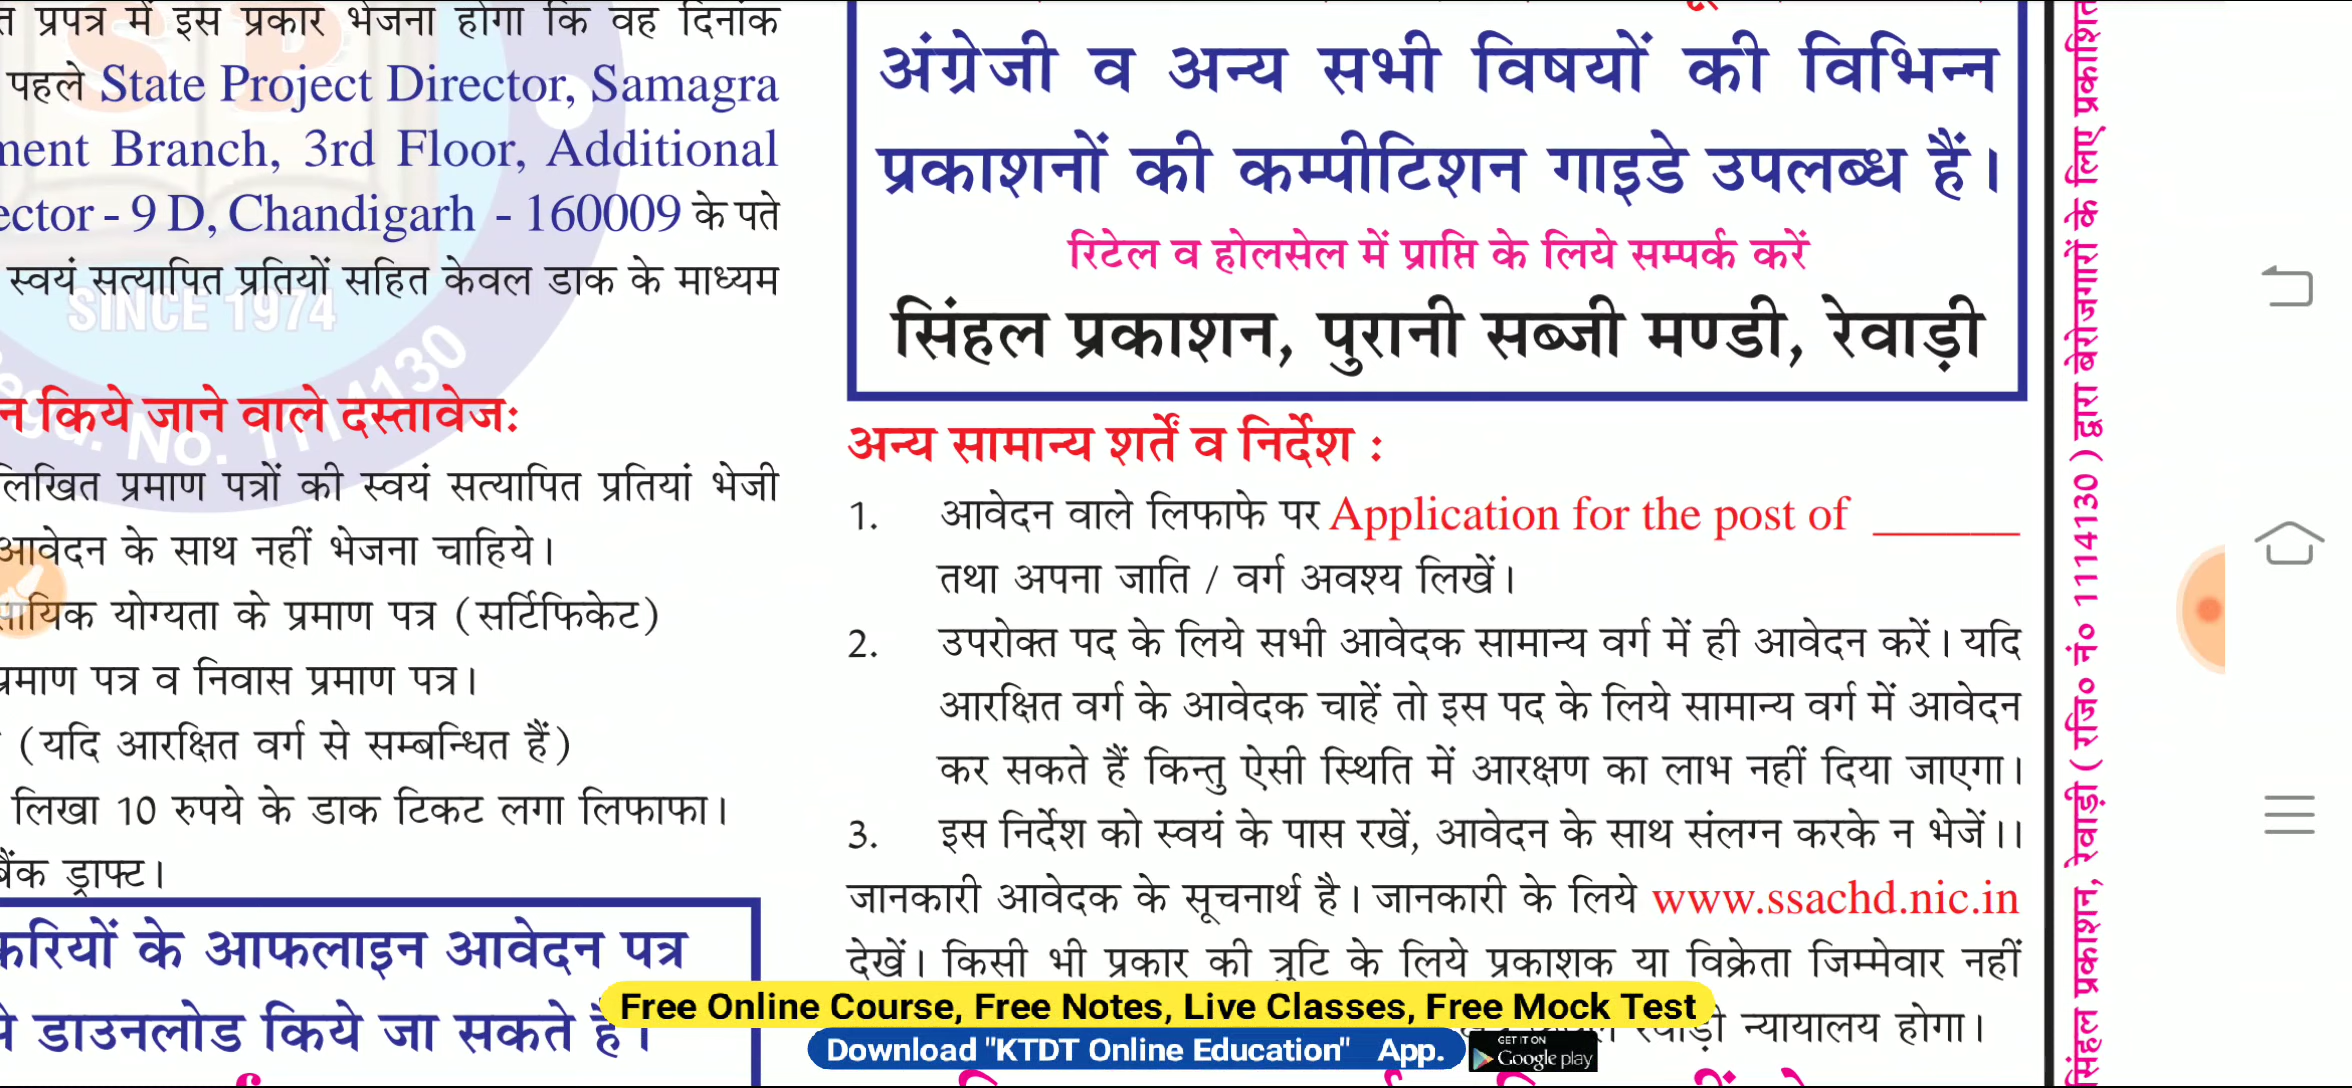 त प्रपत्र में इस प्रकार भेजना होगा कि वह दिनांक
पहले State Project Director, Samagra
ment Branch, 3rd Floor, Additional
ector - 9 D, Chandigarh - 160009 के पते
स्वयं सत्यापित प्रतियों सहित केवल डाक के माध्यम
SP
SINCE 1974
egd. No. 1114130
न किये जाने वाले दस्तावेज:
लिखित प्रमाण पत्रों की स्वयं सत्यापित प्रतियां भेजी
आवेदन के साथ नहीं भेजना चाहिये।
सायिक योग्यता के प्रमाण पत्र (सर्टिफिकेट)
प्रमाण पत्र व निवास प्रमाण पत्र।
(यदि आरक्षित वर्ग से सम्बन्धित हैं)
लिखा 10 रुपये के डाक टिकट लगा लिफाफा।
बैंक ड्राफ्ट।
करियों के आफलाइन आवेदन पत्र
से डाउनलोड किये जा सकते हैं।
अंग्रेजी व अन्य सभी विषयों की विभिन्न
प्रकाशनों की कम्पीटिशन गाइडे उपलब्ध हैं।
रिटेल व होलसेल में प्राप्ति के लिये सम्पर्क करें
सिंहल प्रकाशन, पुरानी सब्जी मण्डी, रेवाड़ी
अन्य सामान्य शर्तें व निर्देश :
1. आवेदन वाले लिफाफे पर Application for the post of ______
तथा अपना जाति / वर्ग अवश्य लिखें।
2. उपरोक्त पद के लिये सभी आवेदक सामान्य वर्ग में ही आवेदन करें। यदि
आरक्षित वर्ग के आवेदक चाहें तो इस पद के लिये सामान्य वर्ग में आवेदन
कर सकते हैं किन्तु ऐसी स्थिति में आरक्षण का लाभ नहीं दिया जाएगा।
3. इस निर्देश को स्वयं के पास रखें, आवेदन के साथ संलग्न करके न भेजें।।
जानकारी आवेदक के सूचनार्थ है। जानकारी के लिये www.ssachd.nic.in
देखें। किसी भी प्रकार की त्रूटि के लिये प्रकाशक या विक्रेता जिम्मेवार नहीं
रेवाड़ी न्यायालय होगा।
Free Online Course, Free Notes, Live Classes, Free Mock Test
Download "KTDT Online Education" App.
GET IT ON
Google play
सिंहल प्रकाशन, रेवाड़ी ( रजि० नं० 1114130 ) द्वारा बेरोजगारों के लिए प्रकाशित